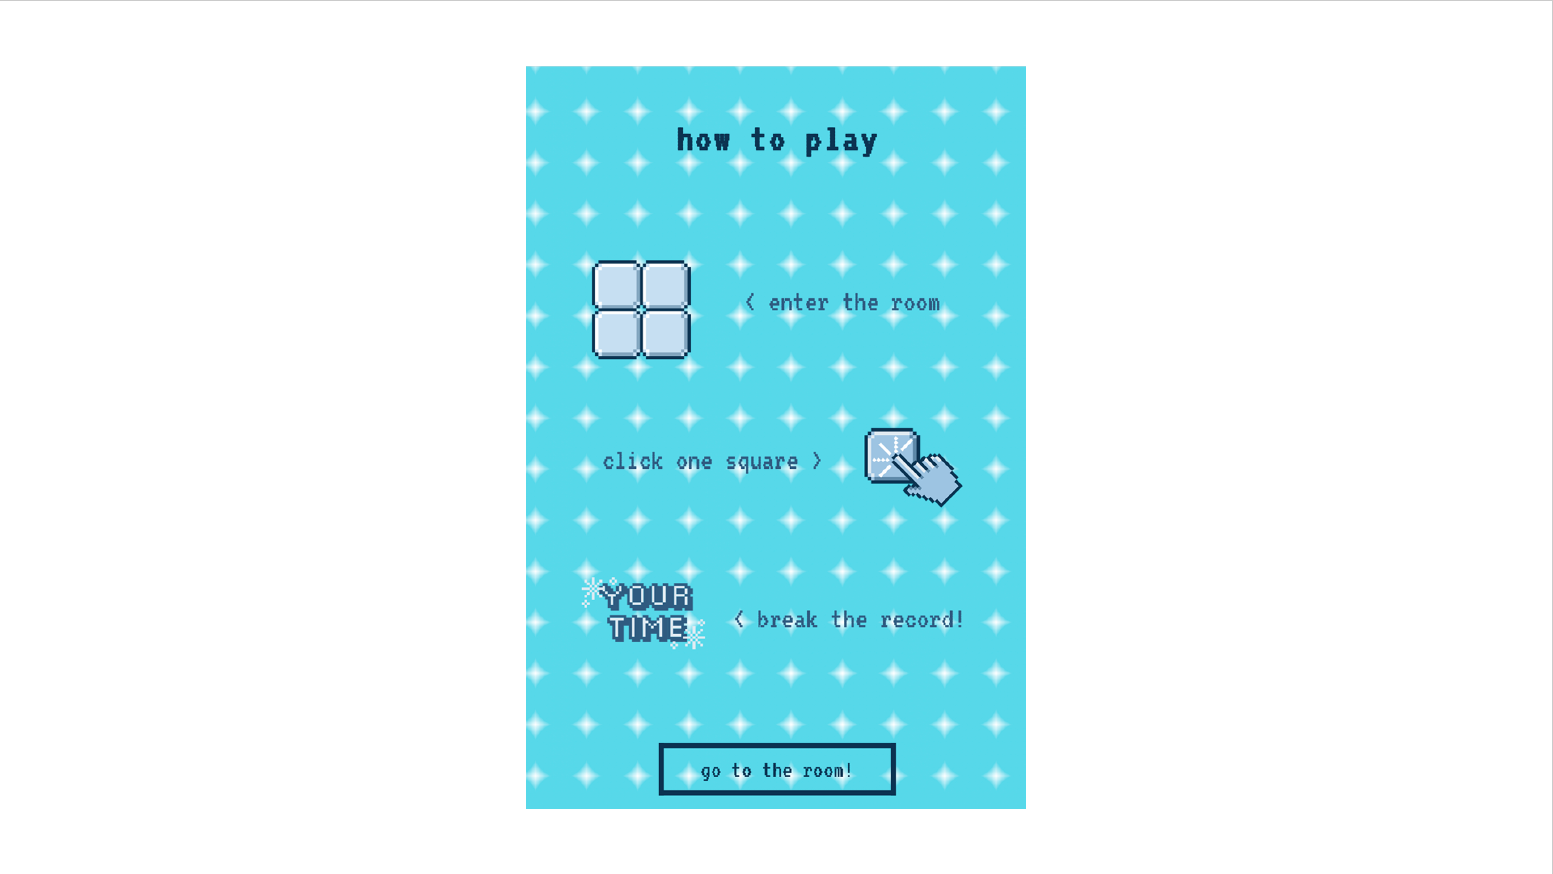 how to play
< enter the room
click one square >
YOUR
TIME
< break the record!
go to the room!